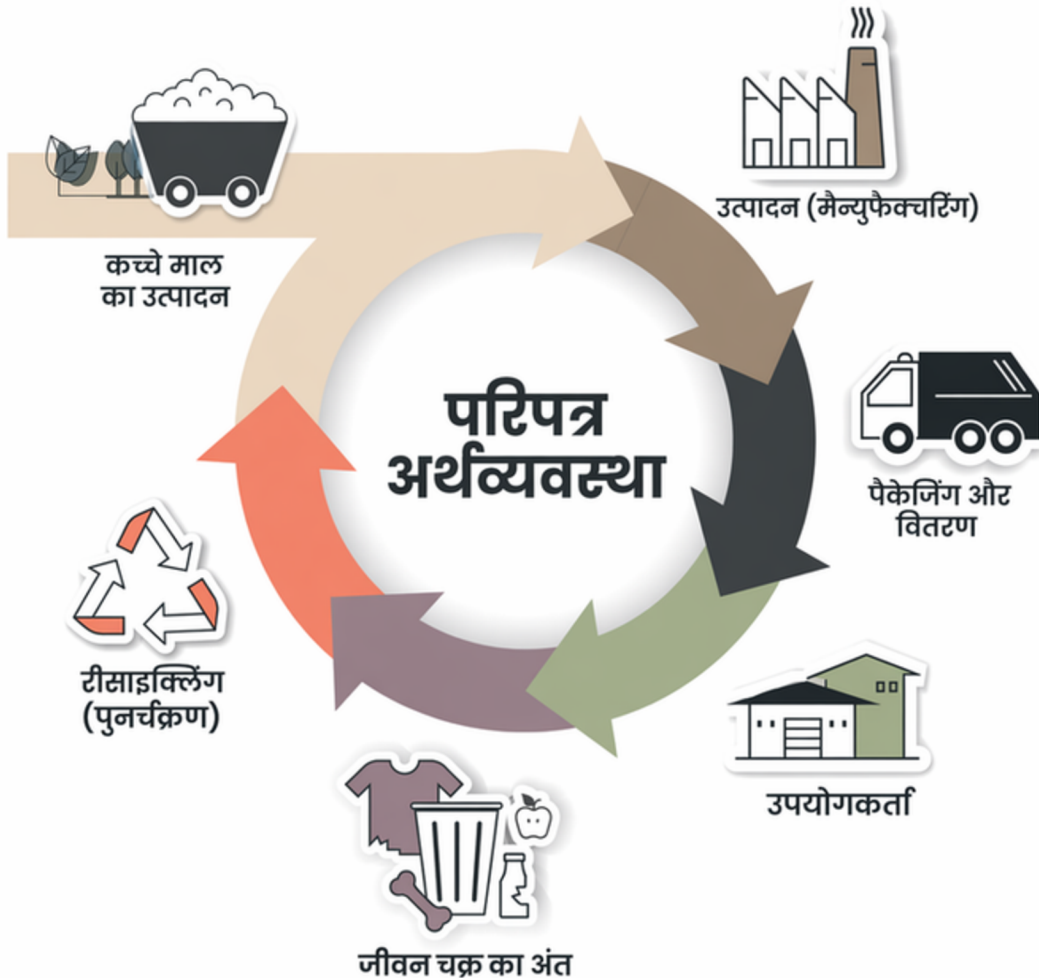 कच्चे माल
का उत्पादन
उत्पादन (मैन्युफैक्चरिंग)
परिपत्र
अर्थव्यवस्था
पैकेजिंग और
वितरण
रीसाइक्लिंग
(पुनर्चक्रण)
उपयोगकर्ता
जीवन चक्र का अंत